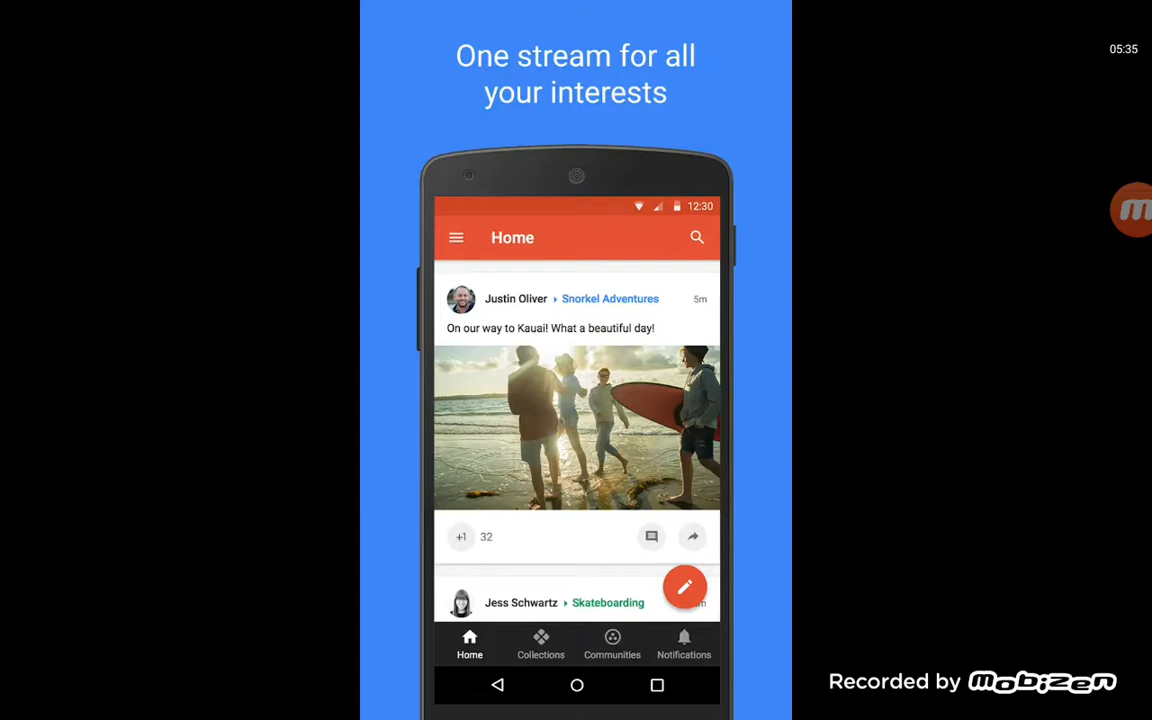 One stream for all
your interests
05:35
12:30
Home
Justin Oliver Snorkel Adventures 5m
On our way to Kauai! What a beautiful day!
+1 32
Jess Schwartz Skateboarding
Home Collections Communities Notifications
Recorded by mobizen